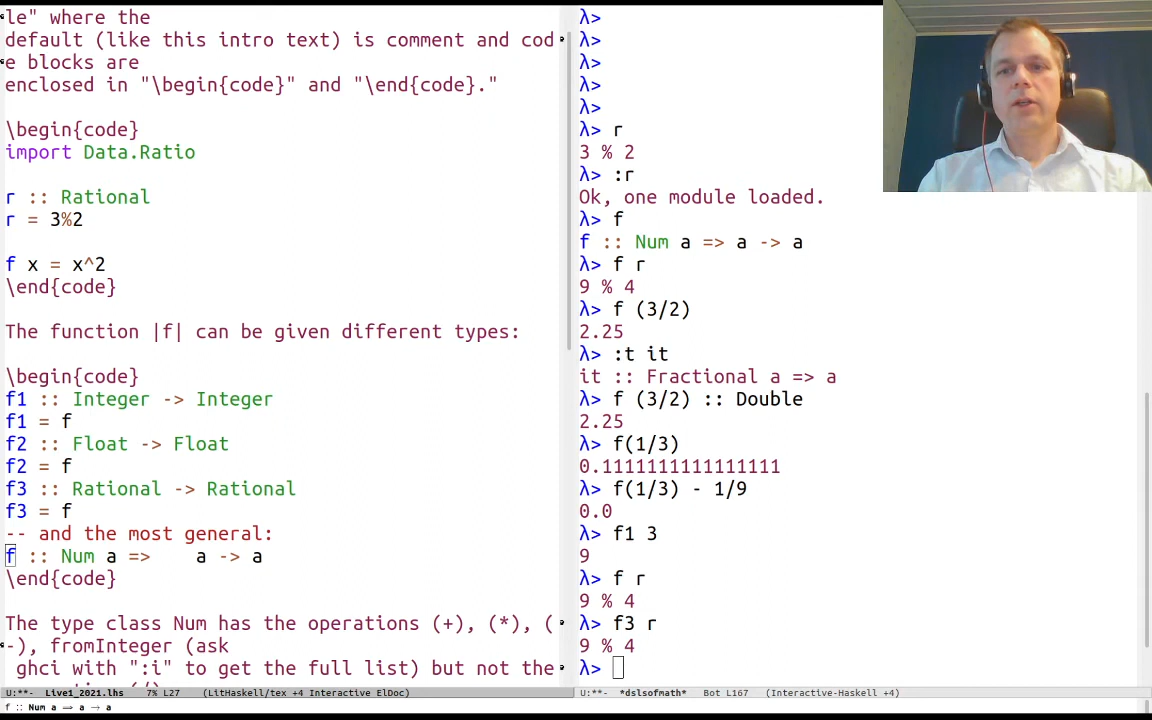 le" where the
default (like this intro text) is comment and cod
e blocks are
enclosed in "\begin{code}" and "\end{code}."
\begin{code}
import Data.Ratio
r :: Rational
r = 3%2
f x = x^2
\end{code}
The function |f| can be given different types:
\begin{code}
f1 :: Integer -> Integer
f1 = f
f2 :: Float -> Float
f2 = f
f3 :: Rational -> Rational
f3 = f
-- and the most general:
f :: Num a =>    a -> a
\end{code}
The type class Num has the operations (+), (*), (
-), fromInteger (ask
 ghci with ":i" to get the full list) but not the
U:**-  Live1_2021.lhs   7% L27   (LitHaskell/tex +4 Interactive ElDoc)
f :: Num a => a → a
λ>
λ>
λ>
λ>
λ>
λ> r
3 % 2
λ> :r
Ok, one module loaded.
λ> f
f :: Num a => a -> a
λ> f r
9 % 4
λ> f (3/2)
2.25
λ> :t it
it :: Fractional a => a
λ> f (3/2) :: Double
2.25
λ> f(1/3)
0.1111111111111111
λ> f(1/3) - 1/9
0.0
λ> f1 3
9
λ> f r
9 % 4
λ> f3 r
9 % 4
λ>
U:**-  *dslsofmath*   Bot L167   (Interactive-Haskell +4)